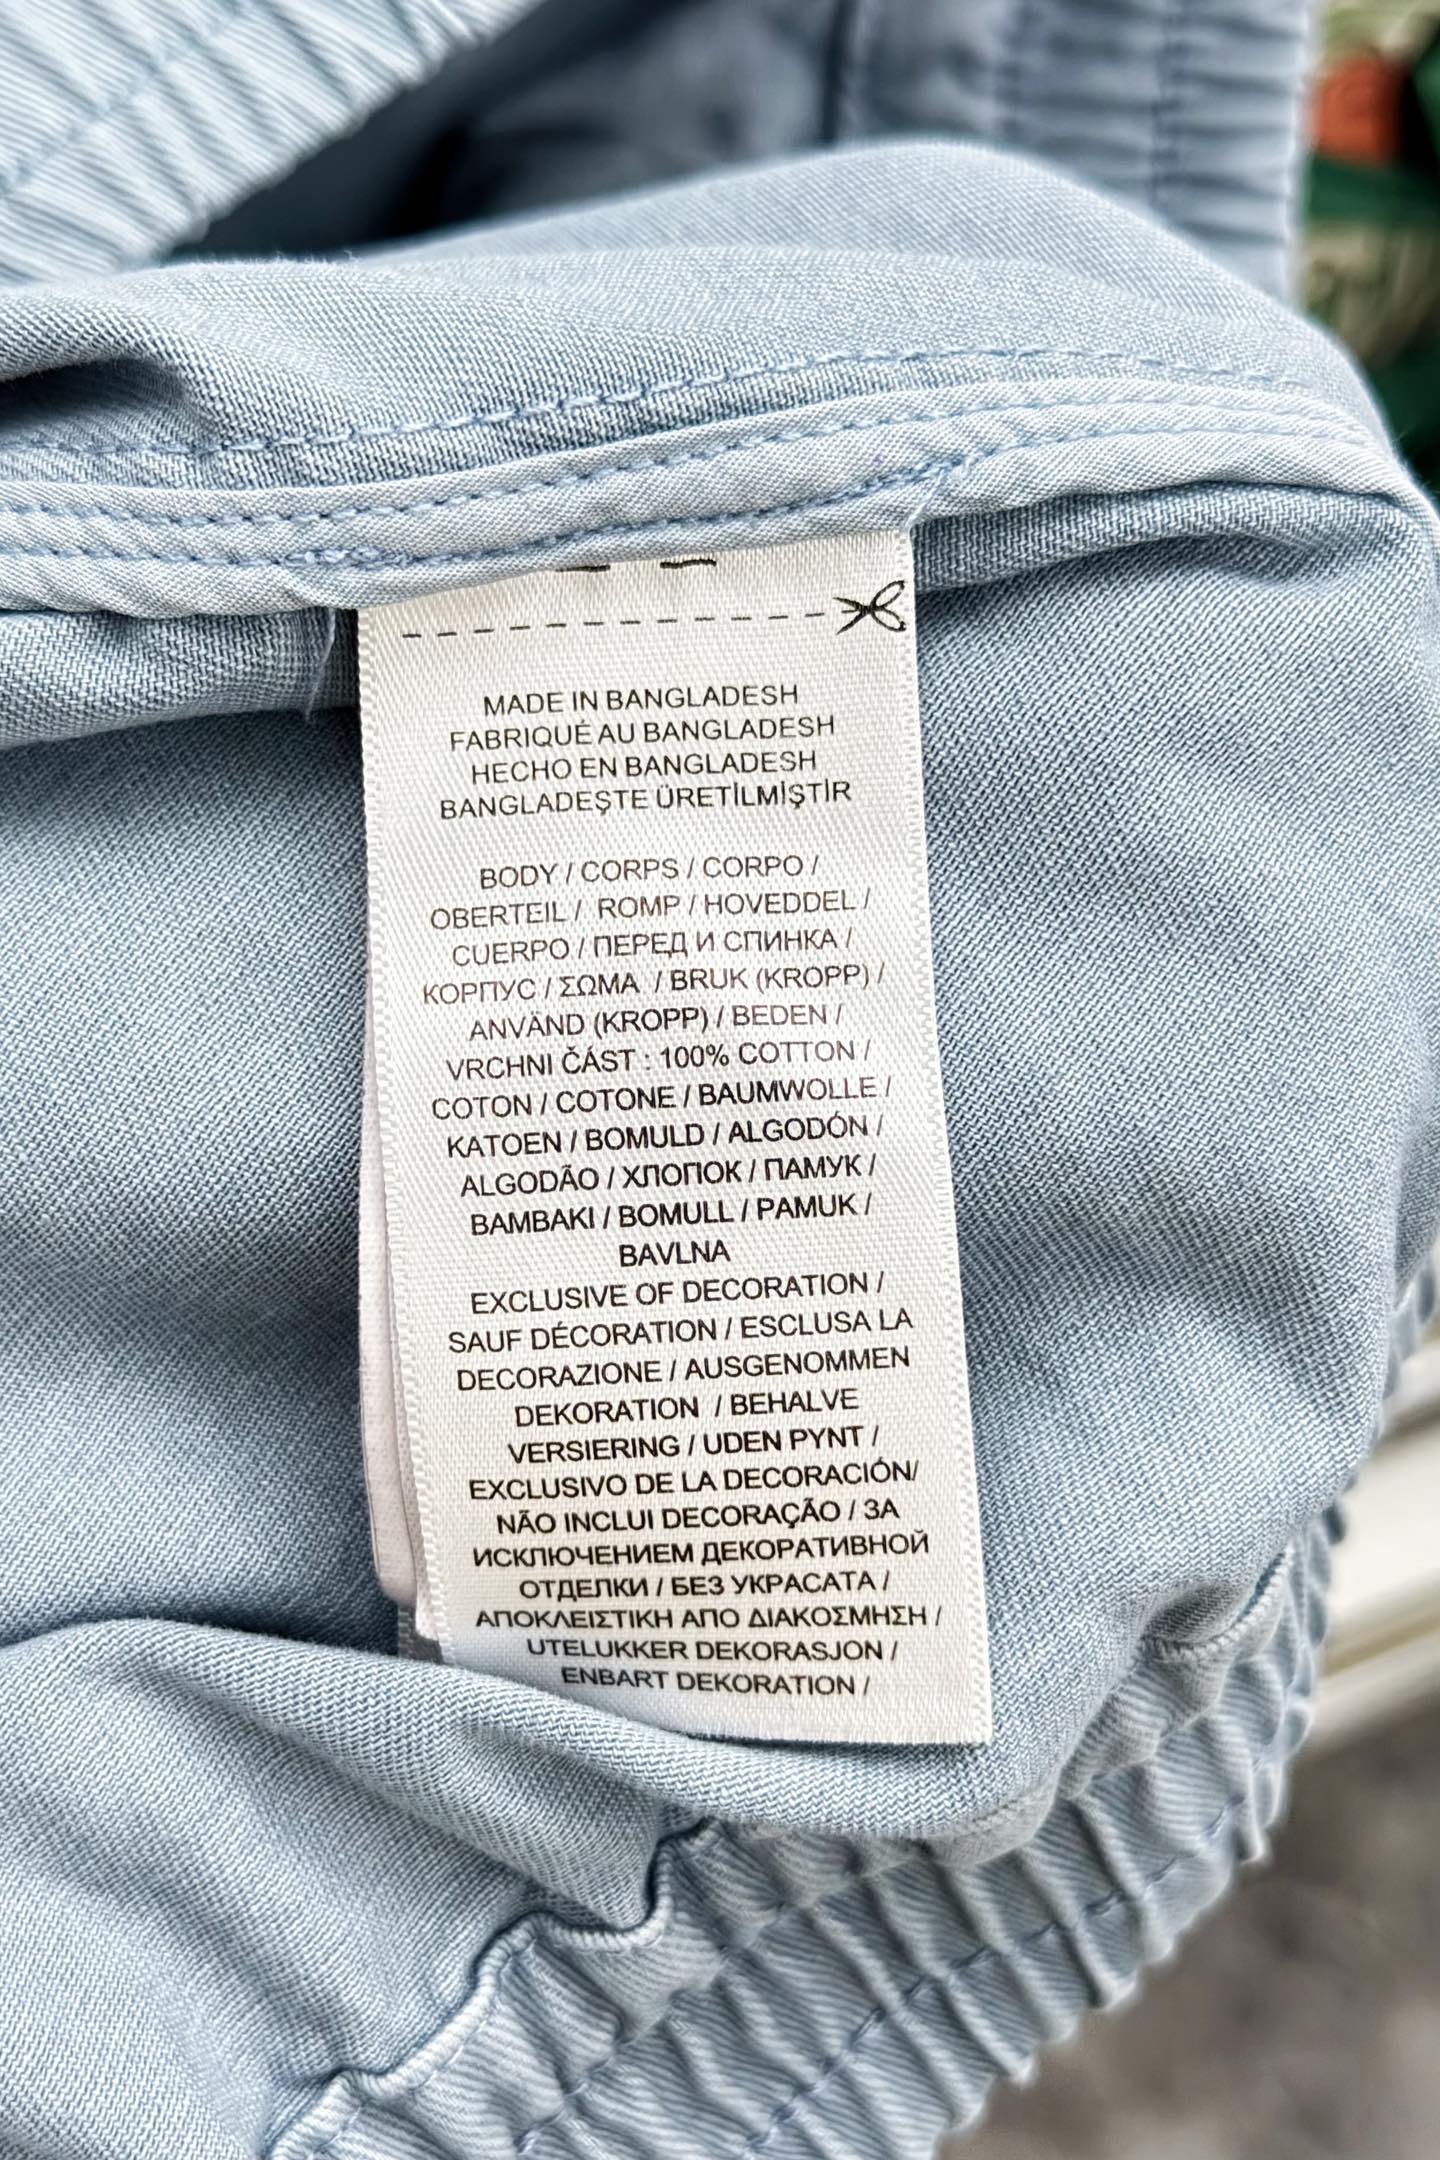 MADE IN BANGLADESH
FABRIQUÉ AU BANGLADESH
HECHO EN BANGLADESH
BANGLADEŞTE ÜRETİLMİŞTİR
BODY / CORPS / CORPO /
OBERTEIL / ROMP / HOVEDDEL /
CUERPO / ПЕРЕД И СПИНКА /
КОРПУС / ΣΩΜΑ / BRUK (KROPP) /
ANVÄND (KROPP) / BEDEN /
VRCHNI ČÁST : 100% COTTON /
COTON / COTONE / BAUMWOLLE /
KATOEN / BOMULD / ALGODÓN /
ALGODÃO / ХЛОПОК / ПАМУК /
BAMBAKI / BOMULL / PAMUK /
BAVLNA
EXCLUSIVE OF DECORATION /
SAUF DÉCORATION / ESCLUSA LA
DECORAZIONE / AUSGENOMMEN
DEKORATION / BEHALVE
VERSIERING / UDEN PYNT /
EXCLUSIVO DE LA DECORACIÓN/
NÃO INCLUI DECORAÇÃO / ЗА
ИСКЛЮЧЕНИЕМ ДЕКОРАТИВНОЙ
ОТДЕЛКИ / БЕЗ УКРАСАТА /
ΑΠΟΚΛΕΙΣΤΙΚΗ ΑΠΟ ΔΙΑΚΟΣΜΗΣΗ /
UTELUKKER DEKORASJON /
ENBART DEKORATION /